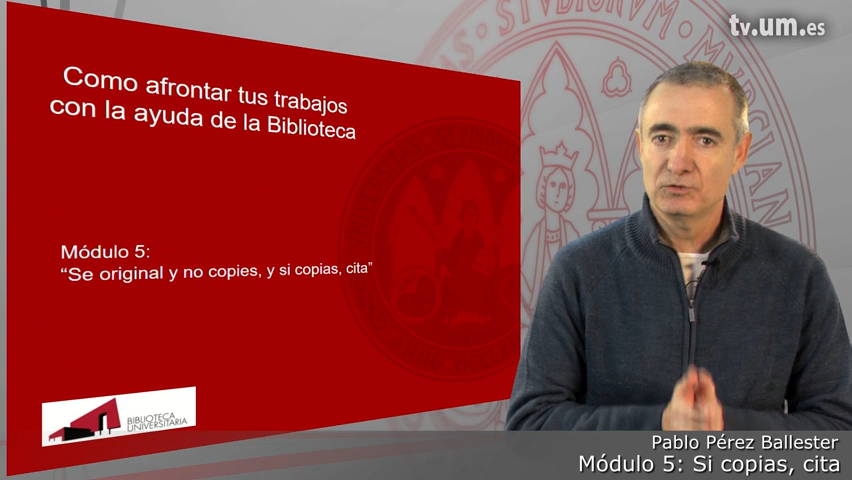 tv.um.es
Como afrontar tus trabajos
con la ayuda de la Biblioteca
Módulo 5:
“Se original y no copies, y si copias, cita”
BIBLIOTECA
UNIVERSITARIA
Pablo Pérez Ballester
Módulo 5: Si copias, cita